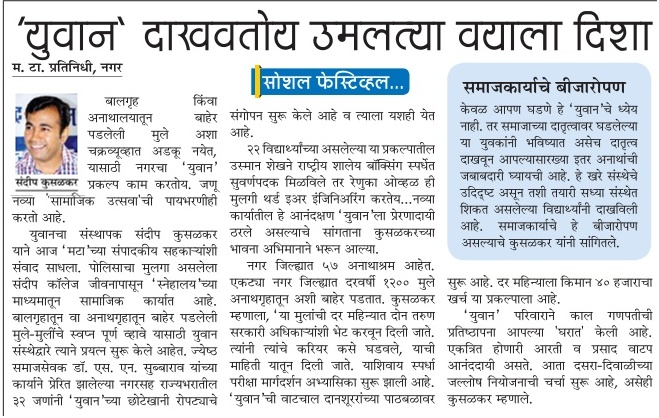 'युवान' दाखवतोय उमलत्या वयाला दिशा
म. टा. प्रतिनिधी, नगर
संदीप कुसळकर
बालगृह किंवा
अनाथालयातून बाहेर
पडलेली मुले अशा
चक्रव्यूहात अडकू नयेत,
यासाठी नगरचा 'युवान'
प्रकल्प काम करतोय. जणू
नव्या 'सामाजिक उत्सवा'ची पायभरणीही
करतो आहे.
युवानचा संस्थापक संदीप कुसळकर
याने आज 'मटा'च्या संपादकीय सहकाऱ्यांशी
संवाद साधला. पोलिसाचा मुलगा असलेला
संदीप कॉलेज जीवनापासून 'स्नेहालय'च्या
माध्यमातून सामाजिक कार्यात आहे.
बालगृहातून वा अनाथगृहातून बाहेर पडलेली
मुले-मुलींचे स्वप्न पूर्ण व्हावे यासाठी युवान
संस्थेद्वारे त्याने प्रयत्न सुरू केले आहेत. ज्येष्ठ
समाजसेवक डॉ. एस. एन. सुब्बाराव यांच्या
कार्याने प्रेरित झालेल्या नगरसह राज्यभरातील
३२ जणांनी 'युवान'च्या छोटेखानी रोपट्याचे
सोशल फेस्टिव्हल...
संगोपन सुरू केले आहे व त्याला यशही येत
आहे.
२२ विद्यार्थ्यांच्या असलेल्या या प्रकल्पातील
उस्मान शेखने राष्ट्रीय शालेय बॉक्सिंग स्पर्धेत
सुवर्णपदक मिळविले तर रेणुका ओव्हळ ही
मुलगी थर्ड इअर इंजिनिअरिंग करतेय...नव्या
कार्यातील हे आनंदक्षण 'युवान'ला प्रेरणादायी
ठरले असल्याचे सांगताना कुसळकरच्या
भावना अभिमानाने भरून आल्या.
नगर जिल्ह्यात ५७ अनाथाश्रम आहेत.
एकट्या नगर जिल्ह्यात दरवर्षी १२०० मुले
अनाथगृहातून अशी बाहेर पडतात. कुसळकर
म्हणाला, 'या मुलांची दर महिन्यात दोन तरुण
सरकारी अधिकाऱ्यांशी भेट करवून दिली जाते.
त्यांनी त्यांचे करियर कसे घडवले, याची
माहिती यातून दिली जाते. याशिवाय स्पर्धा
परीक्षा मार्गदर्शन अभ्यासिका सुरू झाली आहे.
'युवान'ची वाटचाल दानशूररांच्या पाठबळावर
समाजकार्याचे बीजारोपण
केवळ आपण घडणे हे 'युवान'चे ध्येय
नाही. तर समाजाच्या दातृत्वावर घडलेल्या
या युवकांनी भविष्यात असेच दातृत्व
दाखवून आपल्यासारख्या इतर अनाथांची
जबाबदारी घ्यायची आहे. हे खरे संस्थेचे
उदिद्ष्ट असून तशी तयारी सध्या संस्थेत
शिकत असलेल्या विद्यार्थ्यांनी दाखविली
आहे. समाजकार्याचे हे बीजारोपण
असल्याचे कुसळकर यांनी सांगितले.
सुरू आहे. दर महिन्याला किमान ४० हजाराचा
खर्च या प्रकल्पाला आहे.
'युवान' परिवाराने काल गणपतीची
प्रतिष्ठापना आपल्या 'घरात' केली आहे.
एकत्रित होणारी आरती व प्रसाद वाटप
आनंददायी असते. आता दसरा-दिवाळीच्या
जल्लोष नियोजनाची चर्चा सुरू आहे, असेही
कुसळकर म्हणाले.